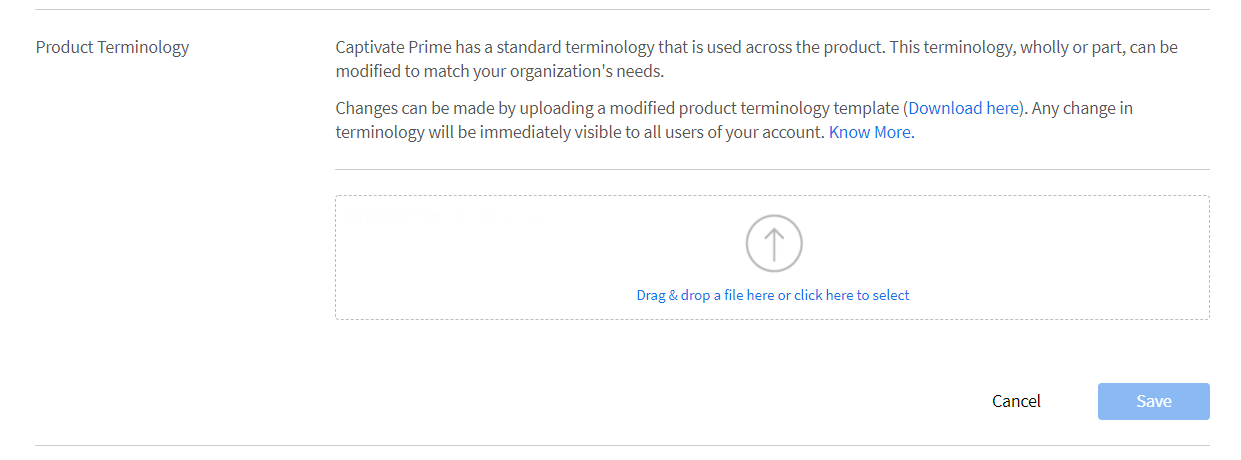 Product Terminology
Captivate Prime has a standard terminology that is used across the product. This terminology, wholly or part, can be
modified to match your organization's needs.
Changes can be made by uploading a modified product terminology template (Download here). Any change in
terminology will be immediately visible to all users of your account. Know More.
Drag & drop a file here or click here to select
Cancel
Save